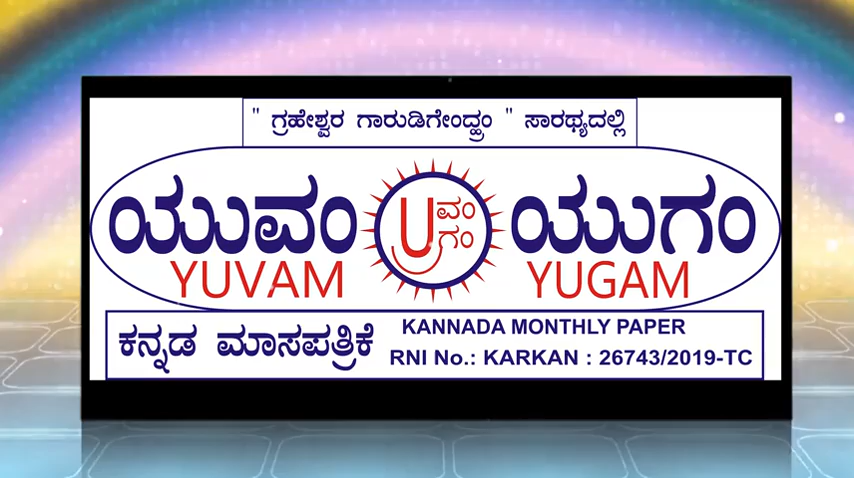 " ಗ್ರಹೇಶ್ವರ ಗಾರುಡಿಗೇಂದ್ರಂ " ಸಾರಥ್ಯದಲ್ಲಿ
ಯುವಂ ಯುಗಂ
U ವಂ
ಗಂ
YUVAM YUGAM
ಕನ್ನಡ ಮಾಸಪತ್ರಿಕೆ
KANNADA MONTHLY PAPER
RNI No.: KARKAN : 26743/2019-TC